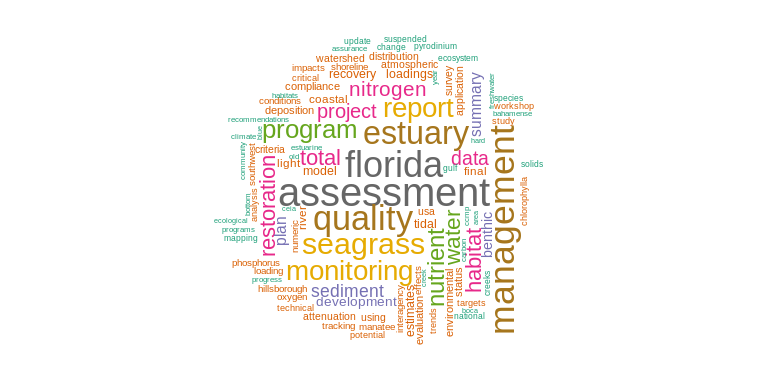 update
suspended
assurance
change
pyrodinium
watershed
distribution
ecosystem
impacts
shoreline
atmospheric
critical
recovery
loadings
year
survey
application
summary
freshwater
compliance
nitrogen
habitats
conditions
coastal
report
species
deposition
project
workshop
bahamense
recommendations
study
climate
blue
program
estuary
hard
management
criteria
estuarine
total
florida
data
community
southwest
old
light
gulf
solids
model
final
assessment
restoration
analysis
bottom
cela
quality
usa
ccmp
area
chlorophylla
ecological
river
tidal
water
programs
plan
numeric
seagrass
carbon
benthic
mapping
habitat
phosphorus
monitoring
nutrient
loading
progress
creek
effects
status
creeks
hillsborough
sediment
oxygen
development
targets
technical
estimates
boca
attenuation
using
interagency
evaluation
trends
environmental
national
tracking
manatee
potential